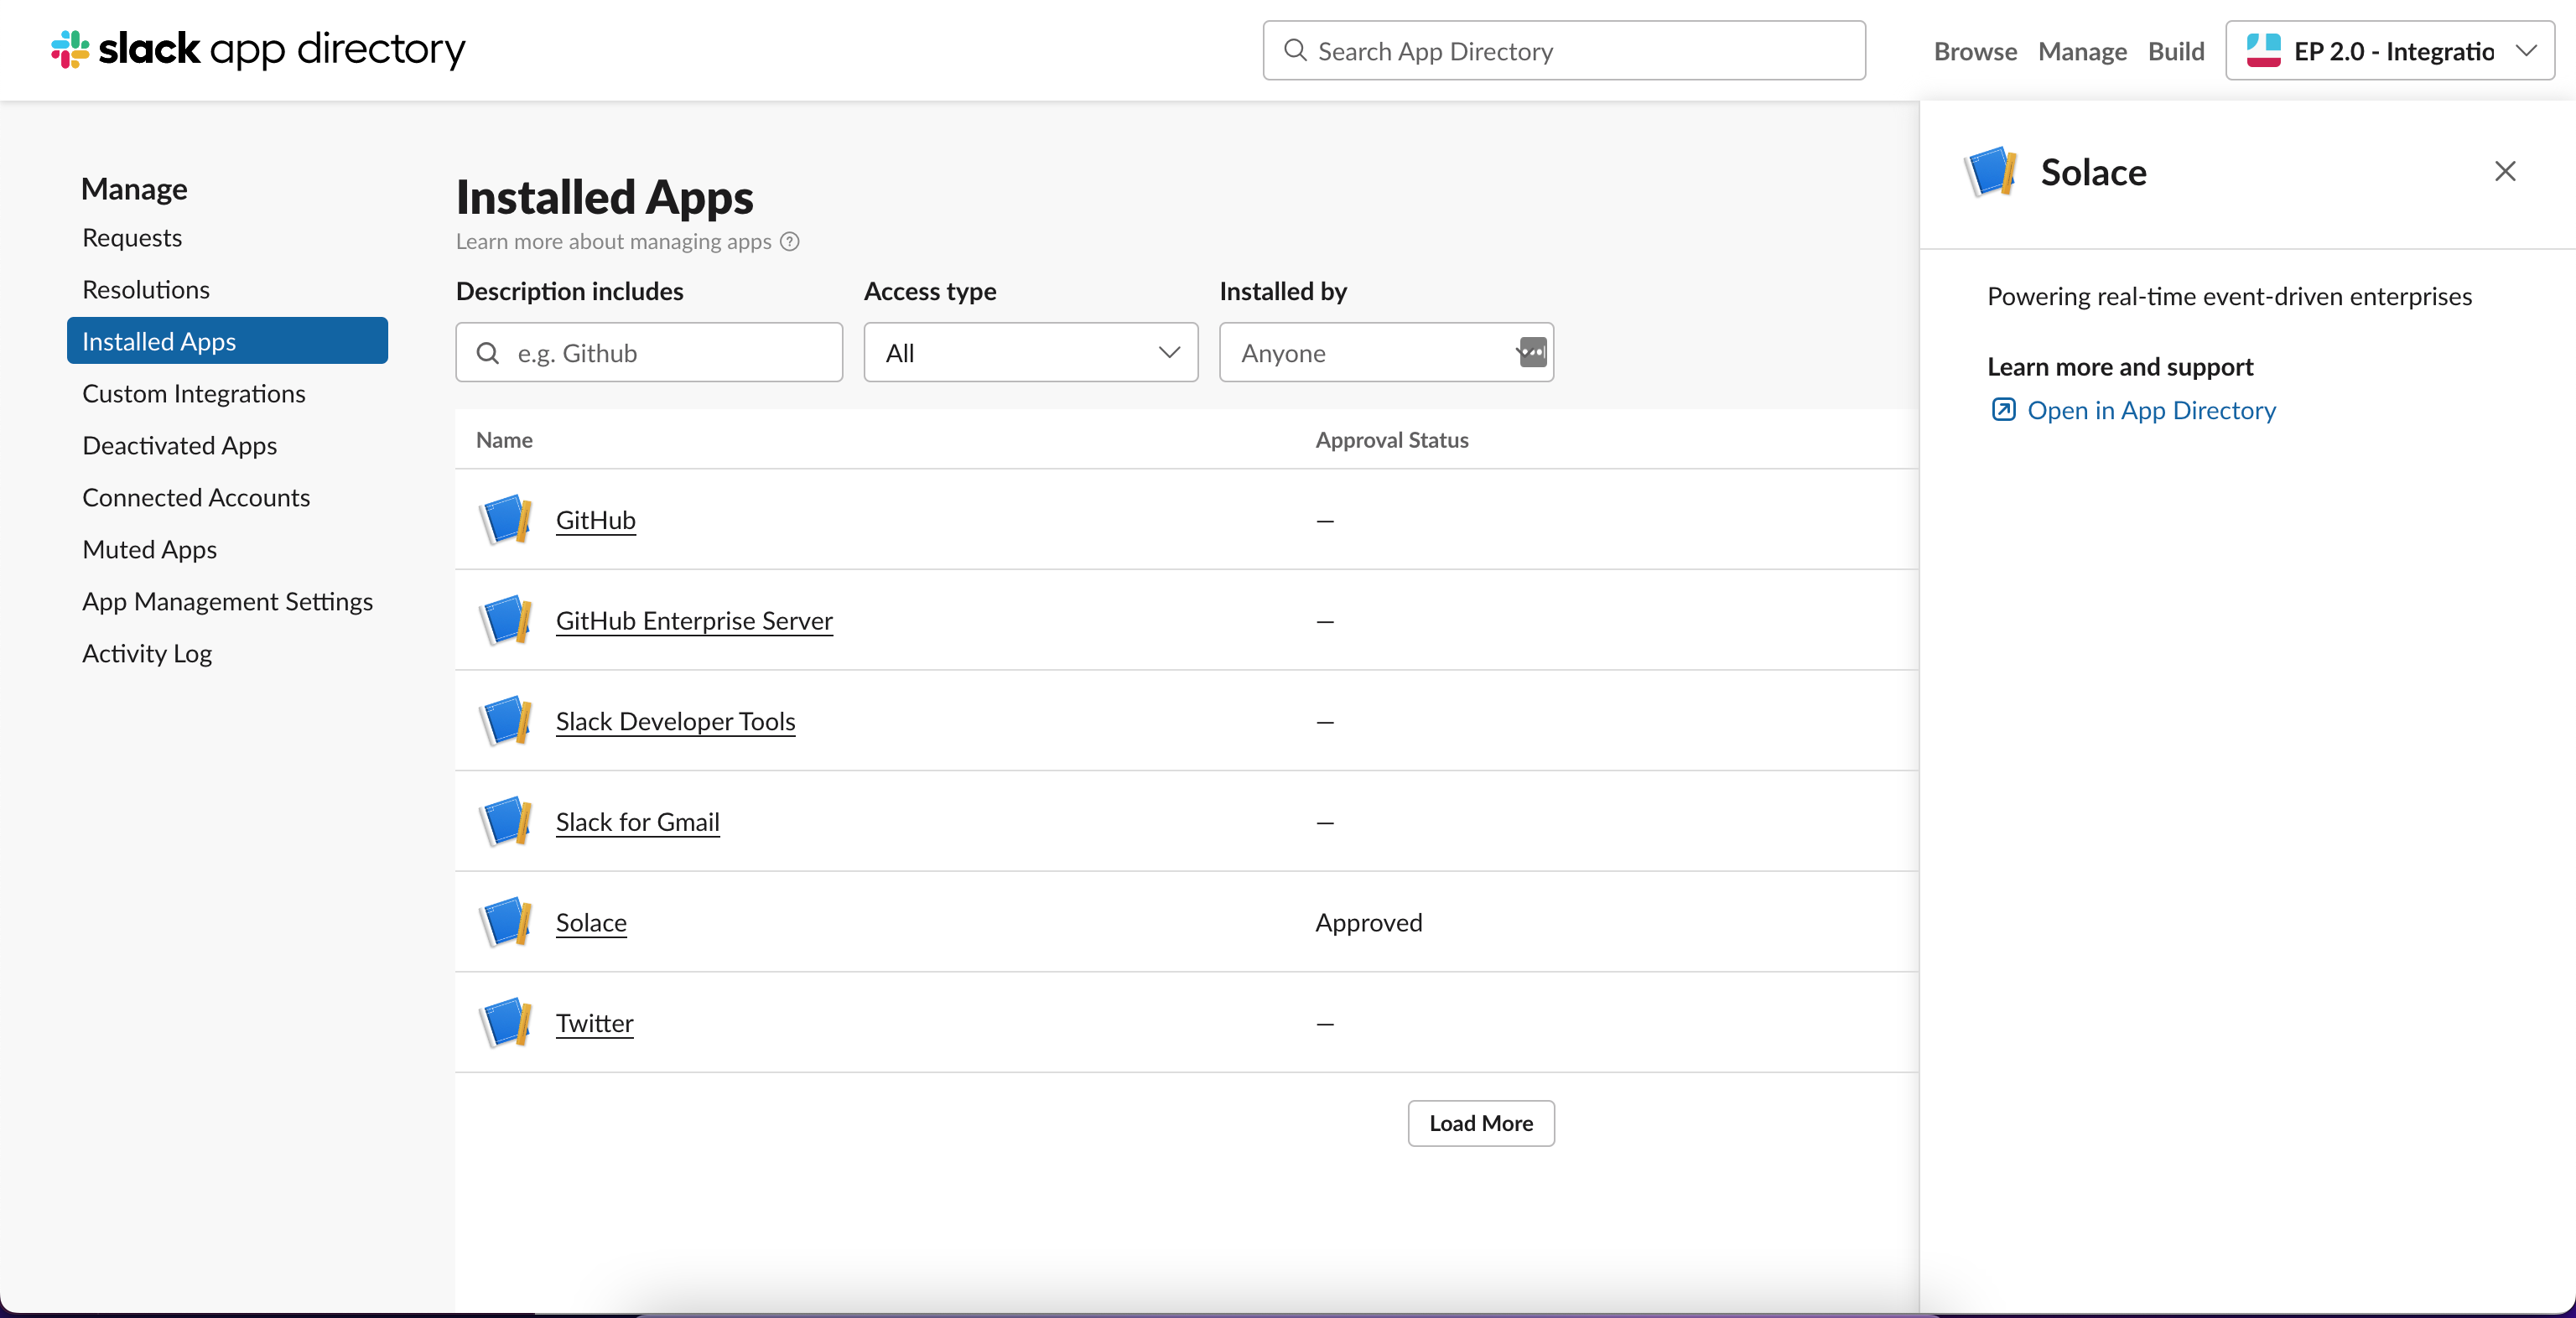 slack app directory
Search App Directory
Browse Manage Build
EP 2.0 - Integratio
Manage
Requests
Resolutions
Installed Apps
Custom Integrations
Deactivated Apps
Connected Accounts
Muted Apps
App Management Settings
Activity Log
Installed Apps
Learn more about managing apps ?
Description includes
e.g. Github
Access type
All
Installed by
Anyone
Name Approval Status
GitHub —
GitHub Enterprise Server —
Slack Developer Tools —
Slack for Gmail —
Solace Approved
Twitter —
Load More
Solace
Powering real-time event-driven enterprises
Learn more and support
Open in App Directory